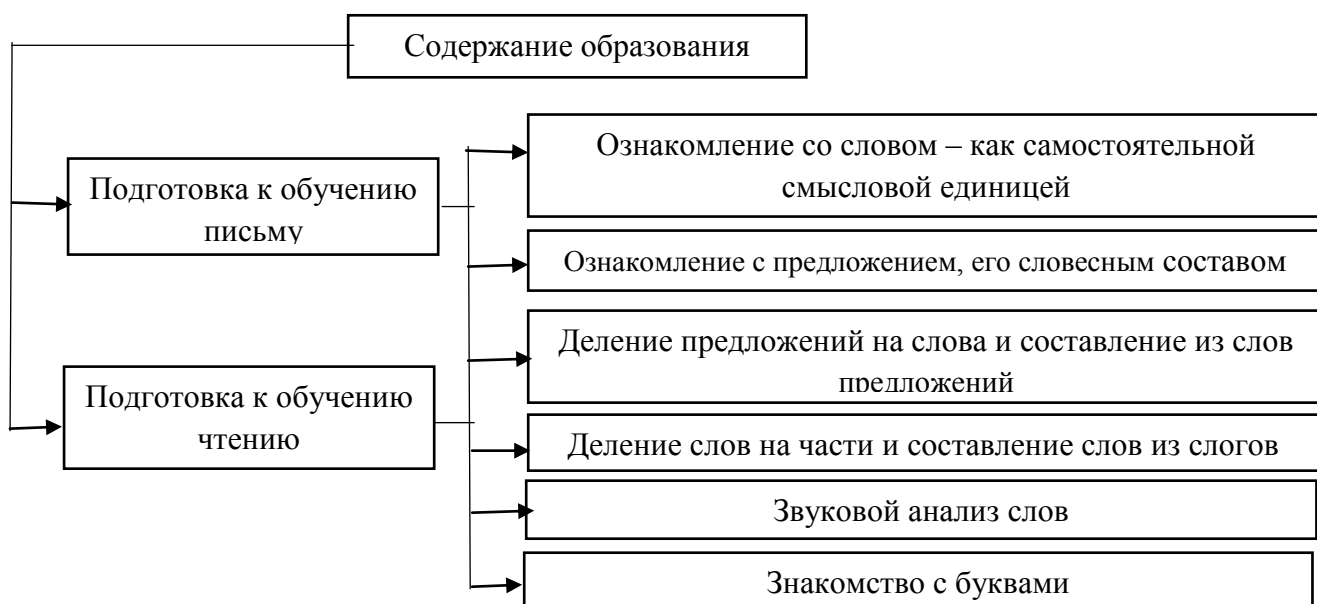 Содержание образования
Подготовка к обучению
письму
Подготовка к обучению
чтению
Ознакомление со словом – как самостоятельной
смысловой единицей
Ознакомление с предложением, его словесным составом
Деление предложений на слова и составление из слов
предложений
Деление слов на части и составление слов из слогов
Звуковой анализ слов
Знакомство с буквами